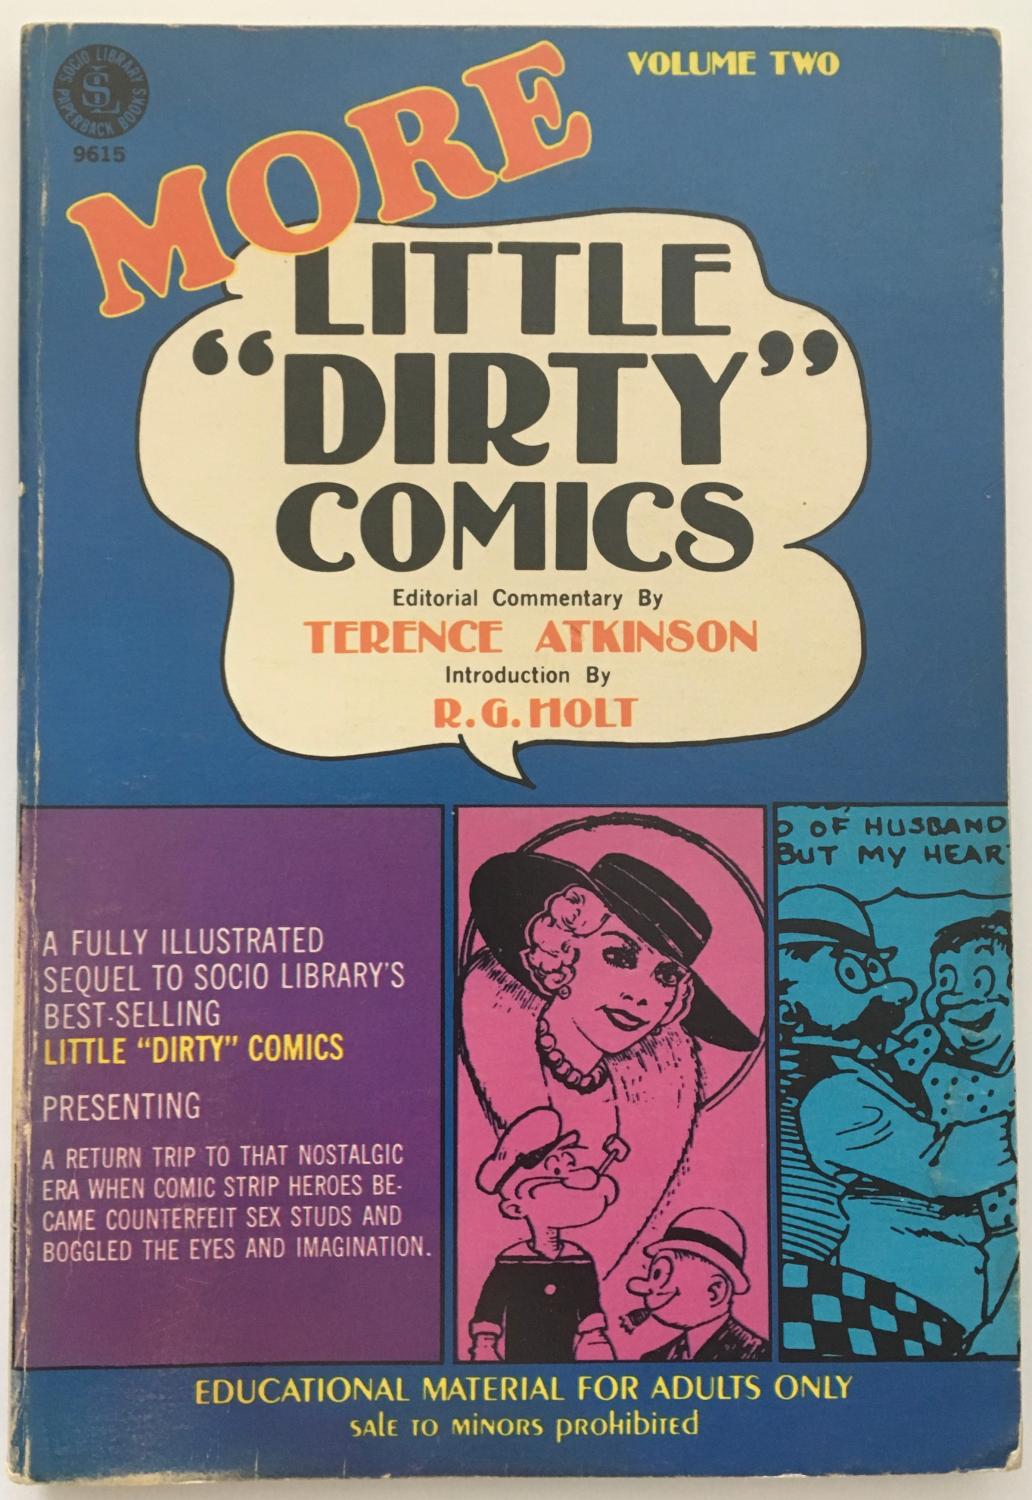 SOCIO LIBRARY
SL
PAPERBACK BOOKS
9615
VOLUME TWO
MORE
LITTLE
“DIRTY”
COMICS
Editorial Commentary By
TERENCE ATKINSON
Introduction By
R.G. HOLT
A FULLY ILLUSTRATED
SEQUEL TO SOCIO LIBRARY'S
BEST-SELLING
LITTLE “DIRTY” COMICS
PRESENTING
A RETURN TRIP TO THAT NOSTALGIC
ERA WHEN COMIC STRIP HEROES BE-
CAME COUNTERFEIT SEX STUDS AND
BOGGLED THE EYES AND IMAGINATION.
OF HUSBAND
BUT MY HEAR
EDUCATIONAL MATERIAL FOR ADULTS ONLY
SALE TO MINORS PROHIBITED